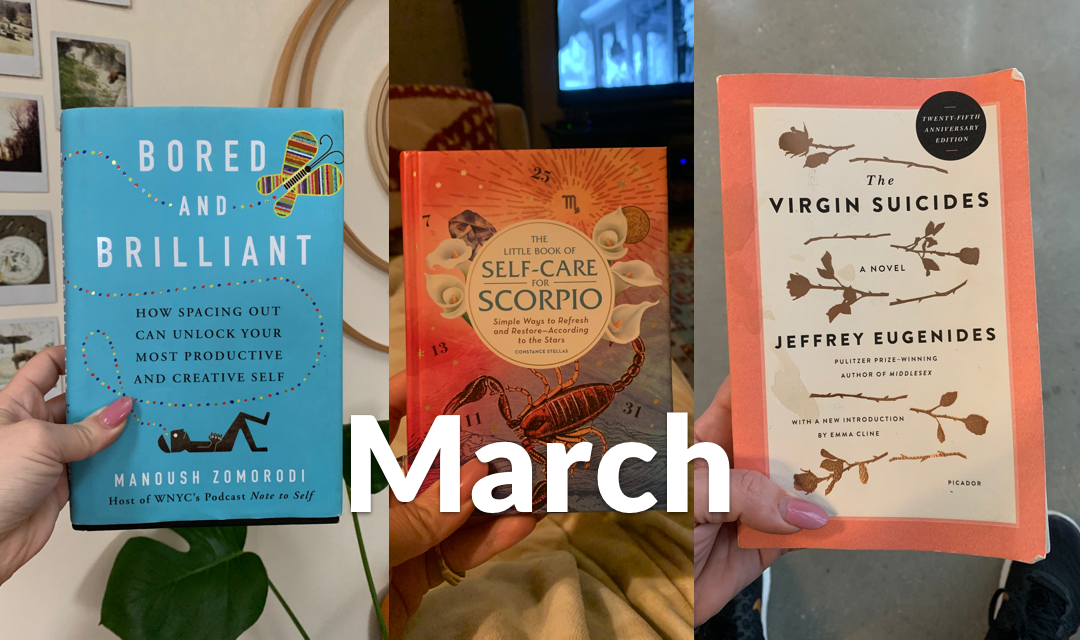 BORED
AND
BRILLIANT
HOW SPACING OUT
CAN UNLOCK YOUR
MOST PRODUCTIVE
AND CREATIVE SELF
MANOUSH ZOMORODI
Host of WNYC's Podcast Note to Self
25
7
THE
LITTLE BOOK OF
SELF-CARE
FOR
SCORPIO
Simple Ways to Refresh
and Restore—According
to the Stars
CONSTANCE STELLAS
13
11
31
March
TWENTY-FIFTH
ANNIVERSARY
EDITION
The
VIRGIN SUICIDES
A NOVEL
JEFFREY EUGENIDES
PULITZER PRIZE–WINNING
AUTHOR OF MIDDLESEX
WITH A NEW INTRODUCTION
BY EMMA CLINE
PICADOR